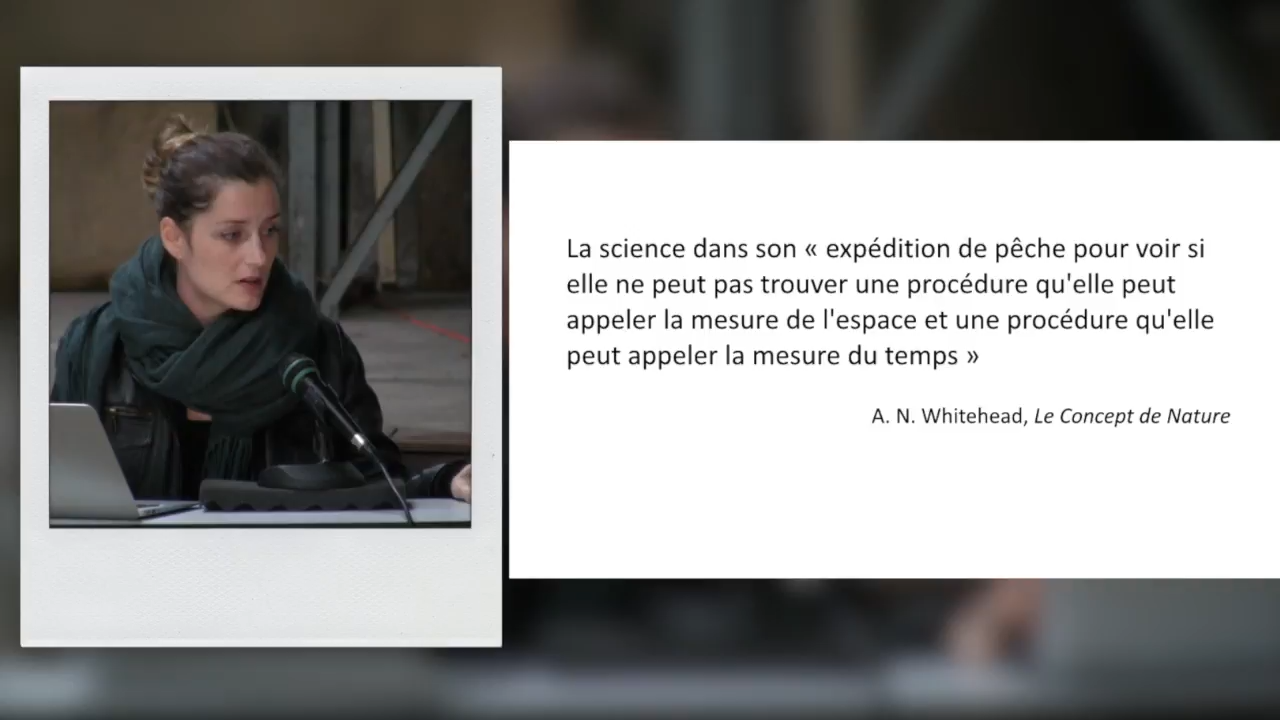 La science dans son « expédition de pêche pour voir si
elle ne peut pas trouver une procédure qu'elle peut
appeler la mesure de l'espace et une procédure qu'elle
peut appeler la mesure du temps »
A. N. Whitehead, Le Concept de Nature